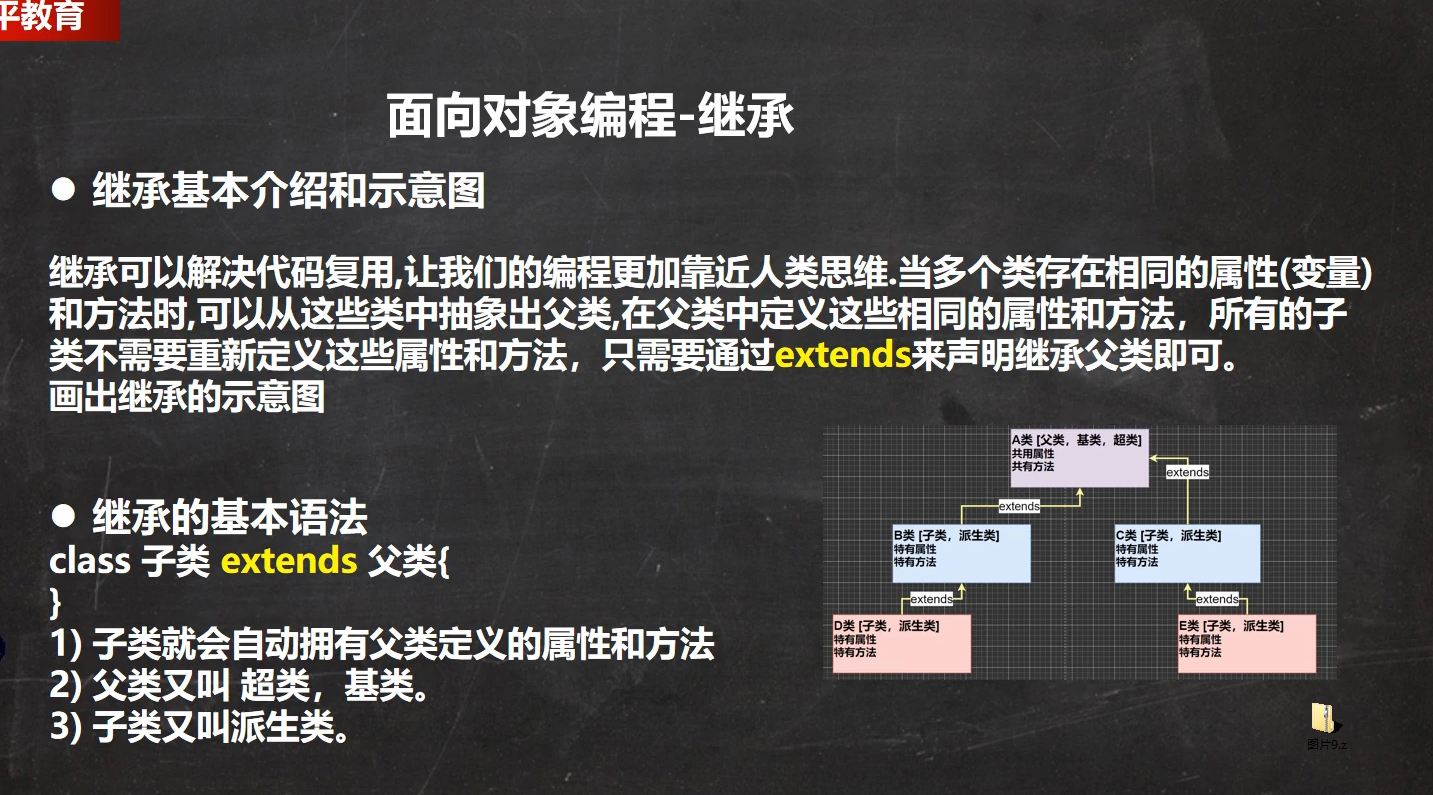 平教育
面向对象编程-继承
● 继承基本介绍和示意图
继承可以解决代码复用,让我们的编程更加靠近人类思维.当多个类存在相同的属性(变量)
和方法时,可以从这些类中抽象出父类,在父类中定义这些相同的属性和方法，所有的子
类不需要重新定义这些属性和方法，只需要通过extends来声明继承父类即可。
画出继承的示意图
● 继承的基本语法
class 子类 extends 父类{
}
1) 子类就会自动拥有父类定义的属性和方法
2) 父类又叫 超类，基类。
3) 子类又叫派生类。
A类 [父类，基类，超类]
共用属性
共有方法
extends
extends
B类 [子类，派生类]
特有属性
特有方法
C类 [子类，派生类]
特有属性
特有方法
extends
extends
D类 [子类，派生类]
特有属性
特有方法
E类 [子类，派生类]
特有属性
特有方法
图片9.z